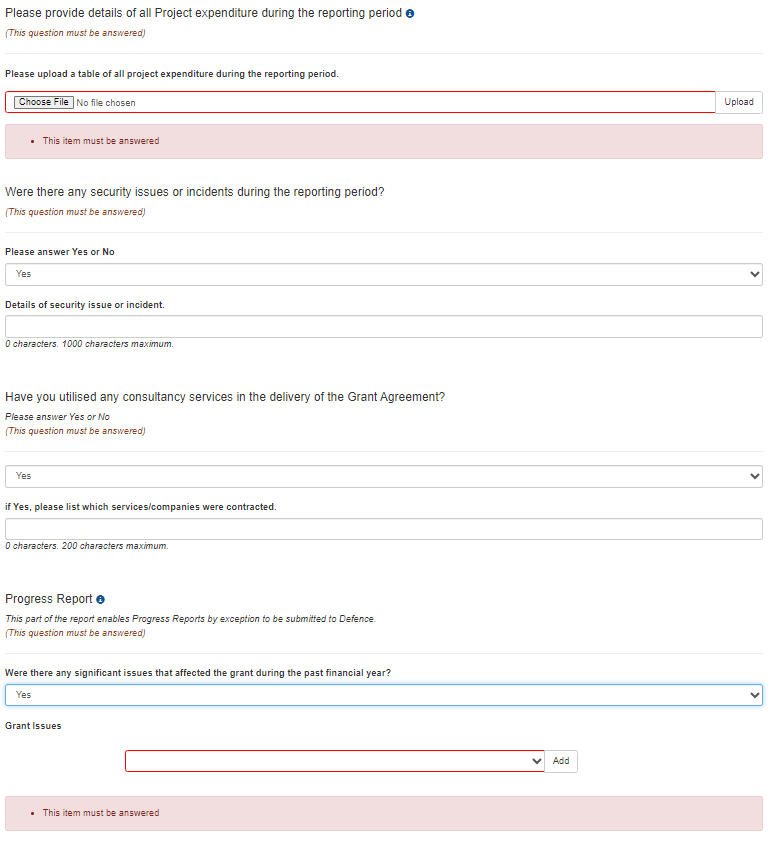 Please provide details of all Project expenditure during the reporting period
(This question must be answered)
Please upload a table of all project expenditure during the reporting period.
Choose File No file chosen
Upload
This item must be answered
Were there any security issues or incidents during the reporting period?
(This question must be answered)
Please answer Yes or No
Yes
Details of security issue or incident.
0 characters. 1000 characters maximum.
Have you utilised any consultancy services in the delivery of the Grant Agreement?
Please answer Yes or No
(This question must be answered)
Yes
if Yes, please list which services/companies were contracted.
0 characters. 200 characters maximum.
Progress Report
This part of the report enables Progress Reports by exception to be submitted to Defence.
(This question must be answered)
Were there any significant issues that affected the grant during the past financial year?
Yes
Grant Issues
Add
This item must be answered